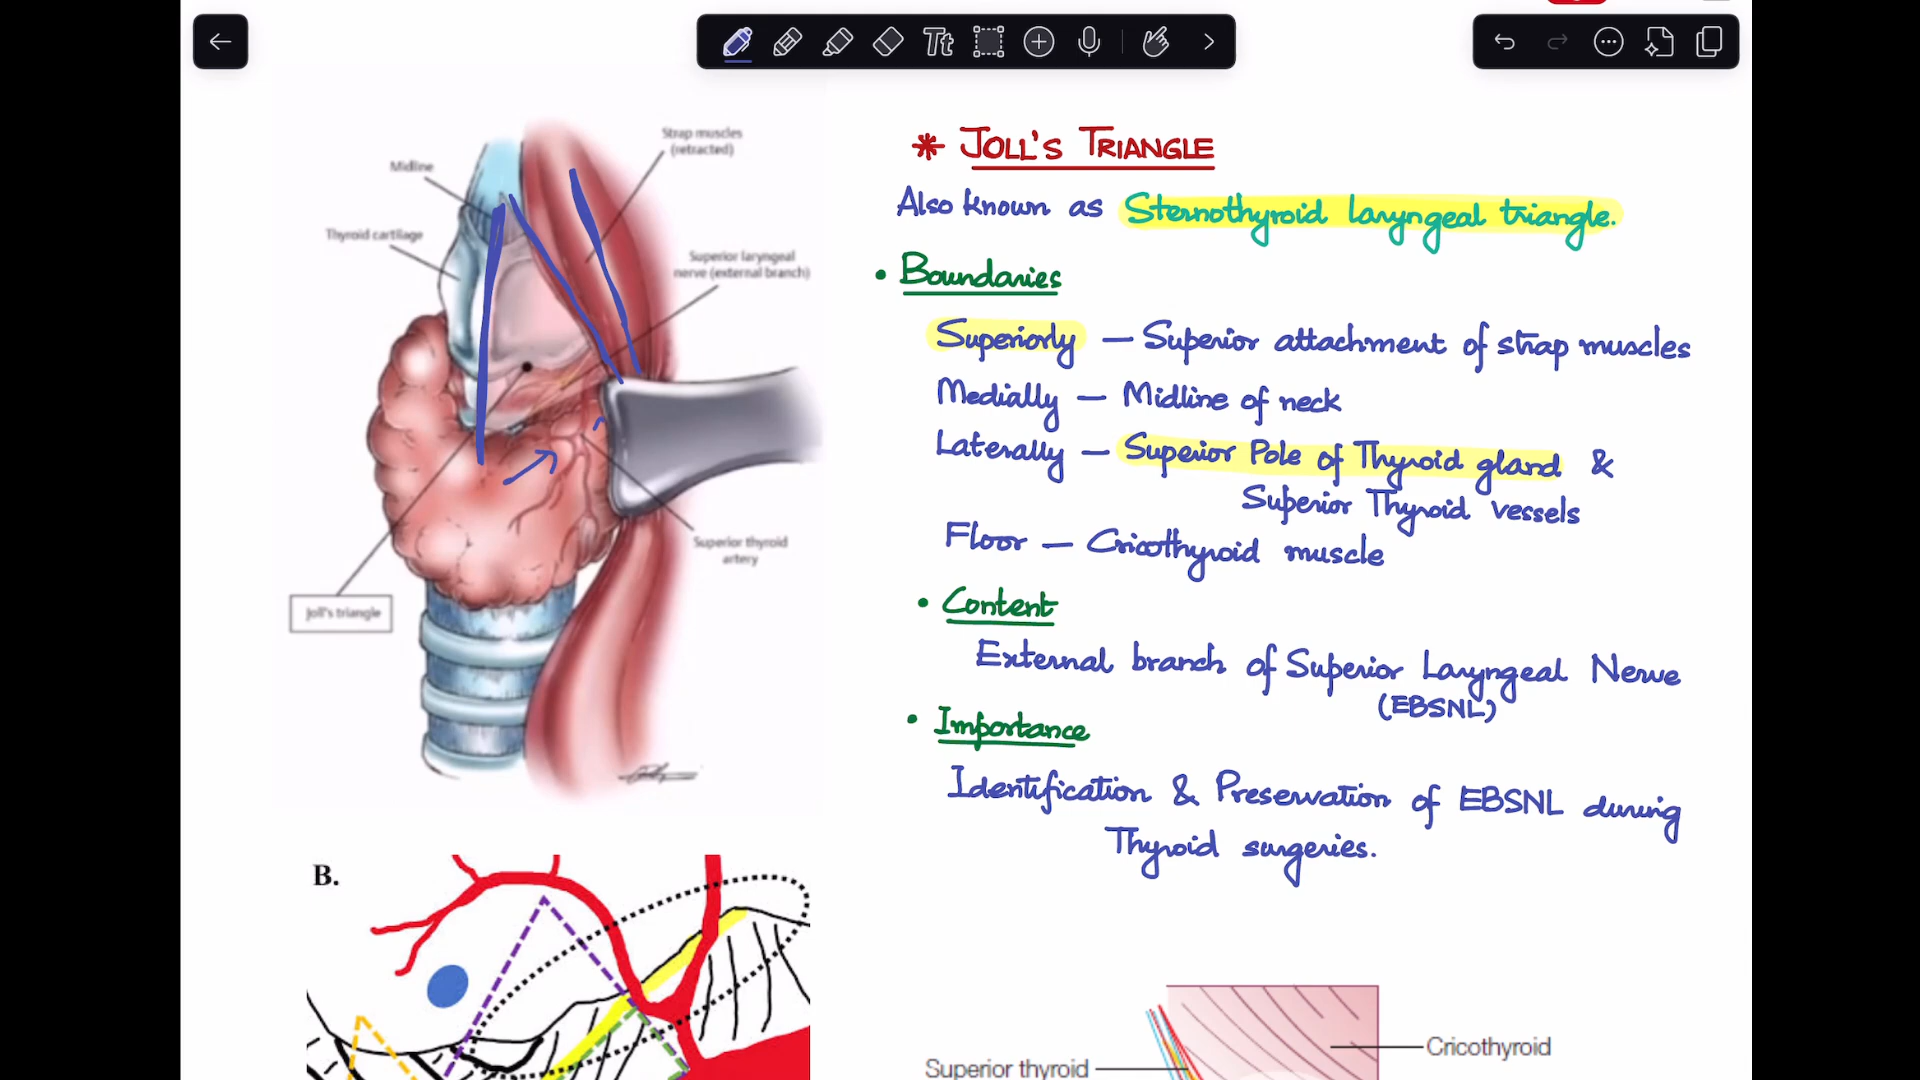 Tt
Strap muscles
(retracted)
Midline
Thyroid cartilage
Superior laryngeal
nerve (external branch)
Superior thyroid
artery
Joll's triangle
* JOLL'S TRIANGLE
Also known as Sternothyroid laryngeal triangle.
• Boundaries
Superiorly — Superior attachment of strap muscles
Medially — Midline of neck
Laterally — Superior Pole of Thyroid gland &
Superior Thyroid vessels
Floor — Cricothyroid muscle
• Content
External branch of Superior Laryngeal Nerve
(EBSNL)
• Importance
Identification & Preservation of EBSNL during
Thyroid surgeries.
B.
Cricothyroid
Superior thyroid